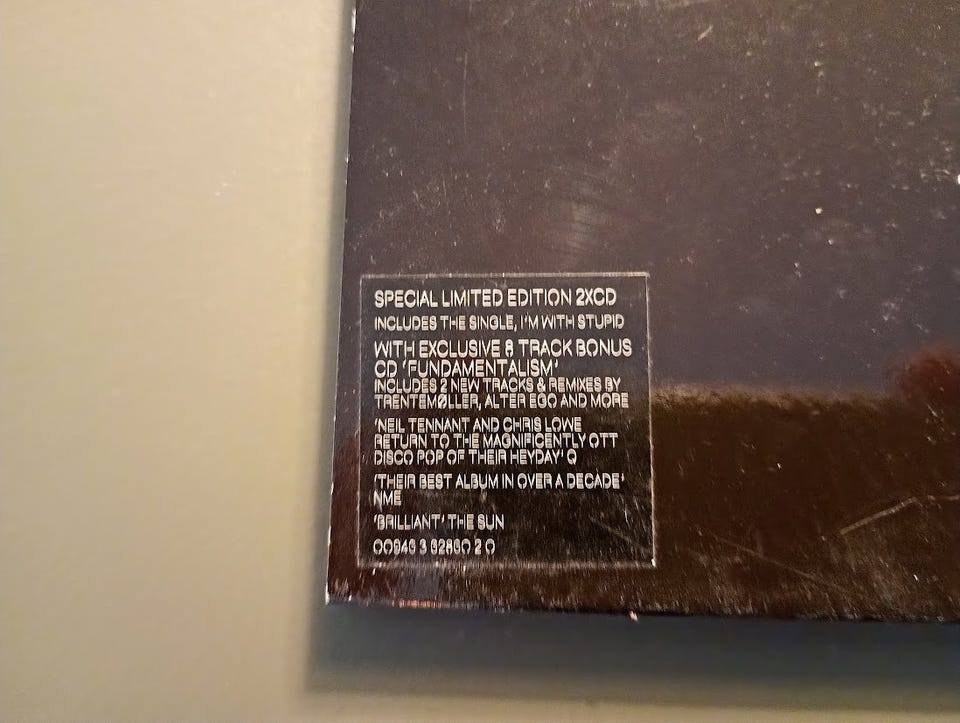 SPECIAL LIMITED EDITION 2XCD
INCLUDES THE SINGLE, I'M WITH STUPID
WITH EXCLUSIVE 8 TRACK BONUS
CD 'FUNDAMENTALISM'
INCLUDES 2 NEW TRACKS & REMIXES BY
TRENTEMØLLER, ALTER EGO AND MORE
'NEIL TENNANT AND CHRIS LOWE
RETURN TO THE MAGNIFICENTLY OTT
DISCO POP OF THEIR HEYDAY' Q
'THEIR BEST ALBUM IN OVER A DECADE'
NME
'BRILLIANT' THE SUN
00946 3 62860 2 0